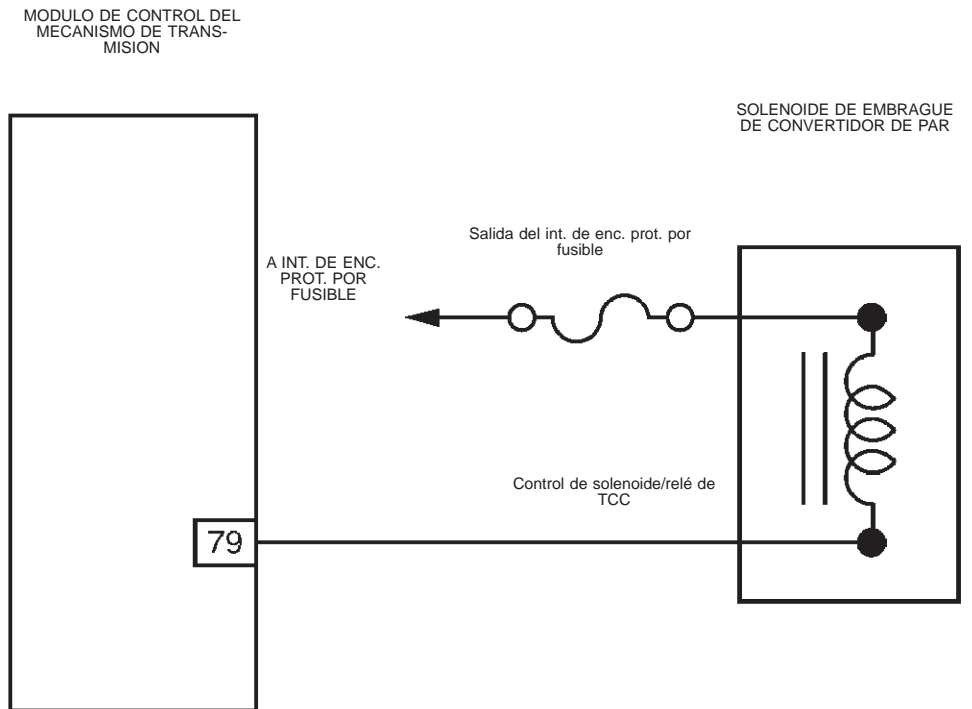 MODULO DE CONTROL DEL
MECANISMO DE TRANS-
MISION
SOLENOIDE DE EMBRAGUE
DE CONVERTIDOR DE PAR
Salida del int. de enc. prot. por
fusible
A INT. DE ENC.
PROT. POR
FUSIBLE
Control de solenoide/relé de
TCC
79